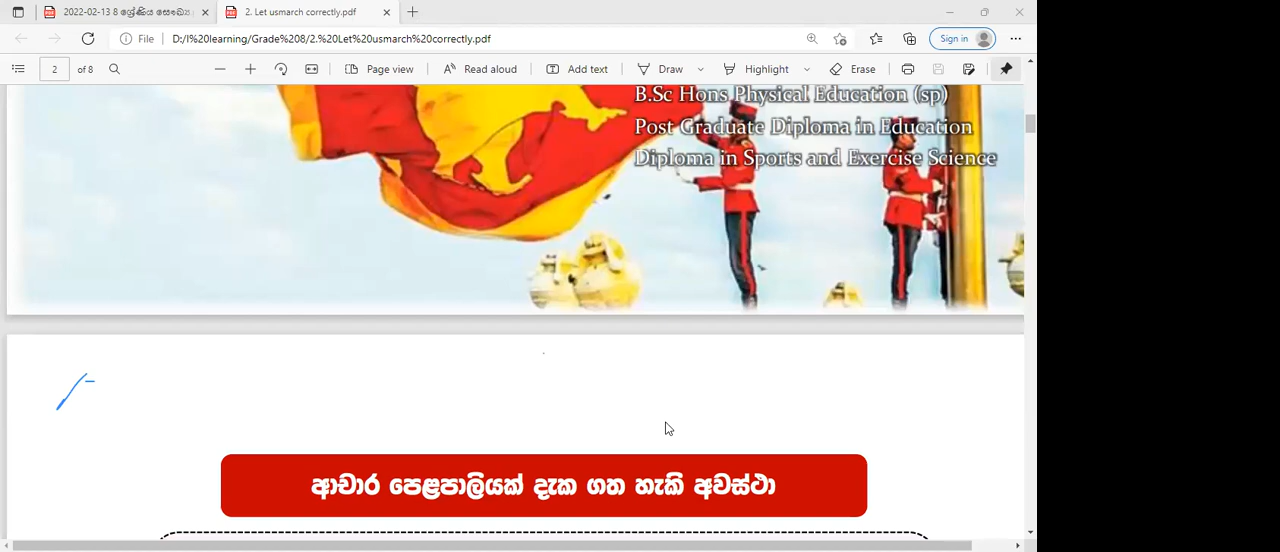 2022-02-13 8 ශ්‍රේණිය සෞඛ්‍ය
2. Let usmarch correctly.pdf
File
D:/I%20learning/Grade%208/2.%20Let%20usmarch%20correctly.pdf
Sign in
2 of 8
Page view
Read aloud
Add text
Draw
Highlight
Erase
B.Sc Hons Physical Education (sp)
Post Graduate Diploma in Education
Diploma in Sports and Exercise Science
ආචාර පෙළපාලියක් දැක ගත හැකි අවස්ථා